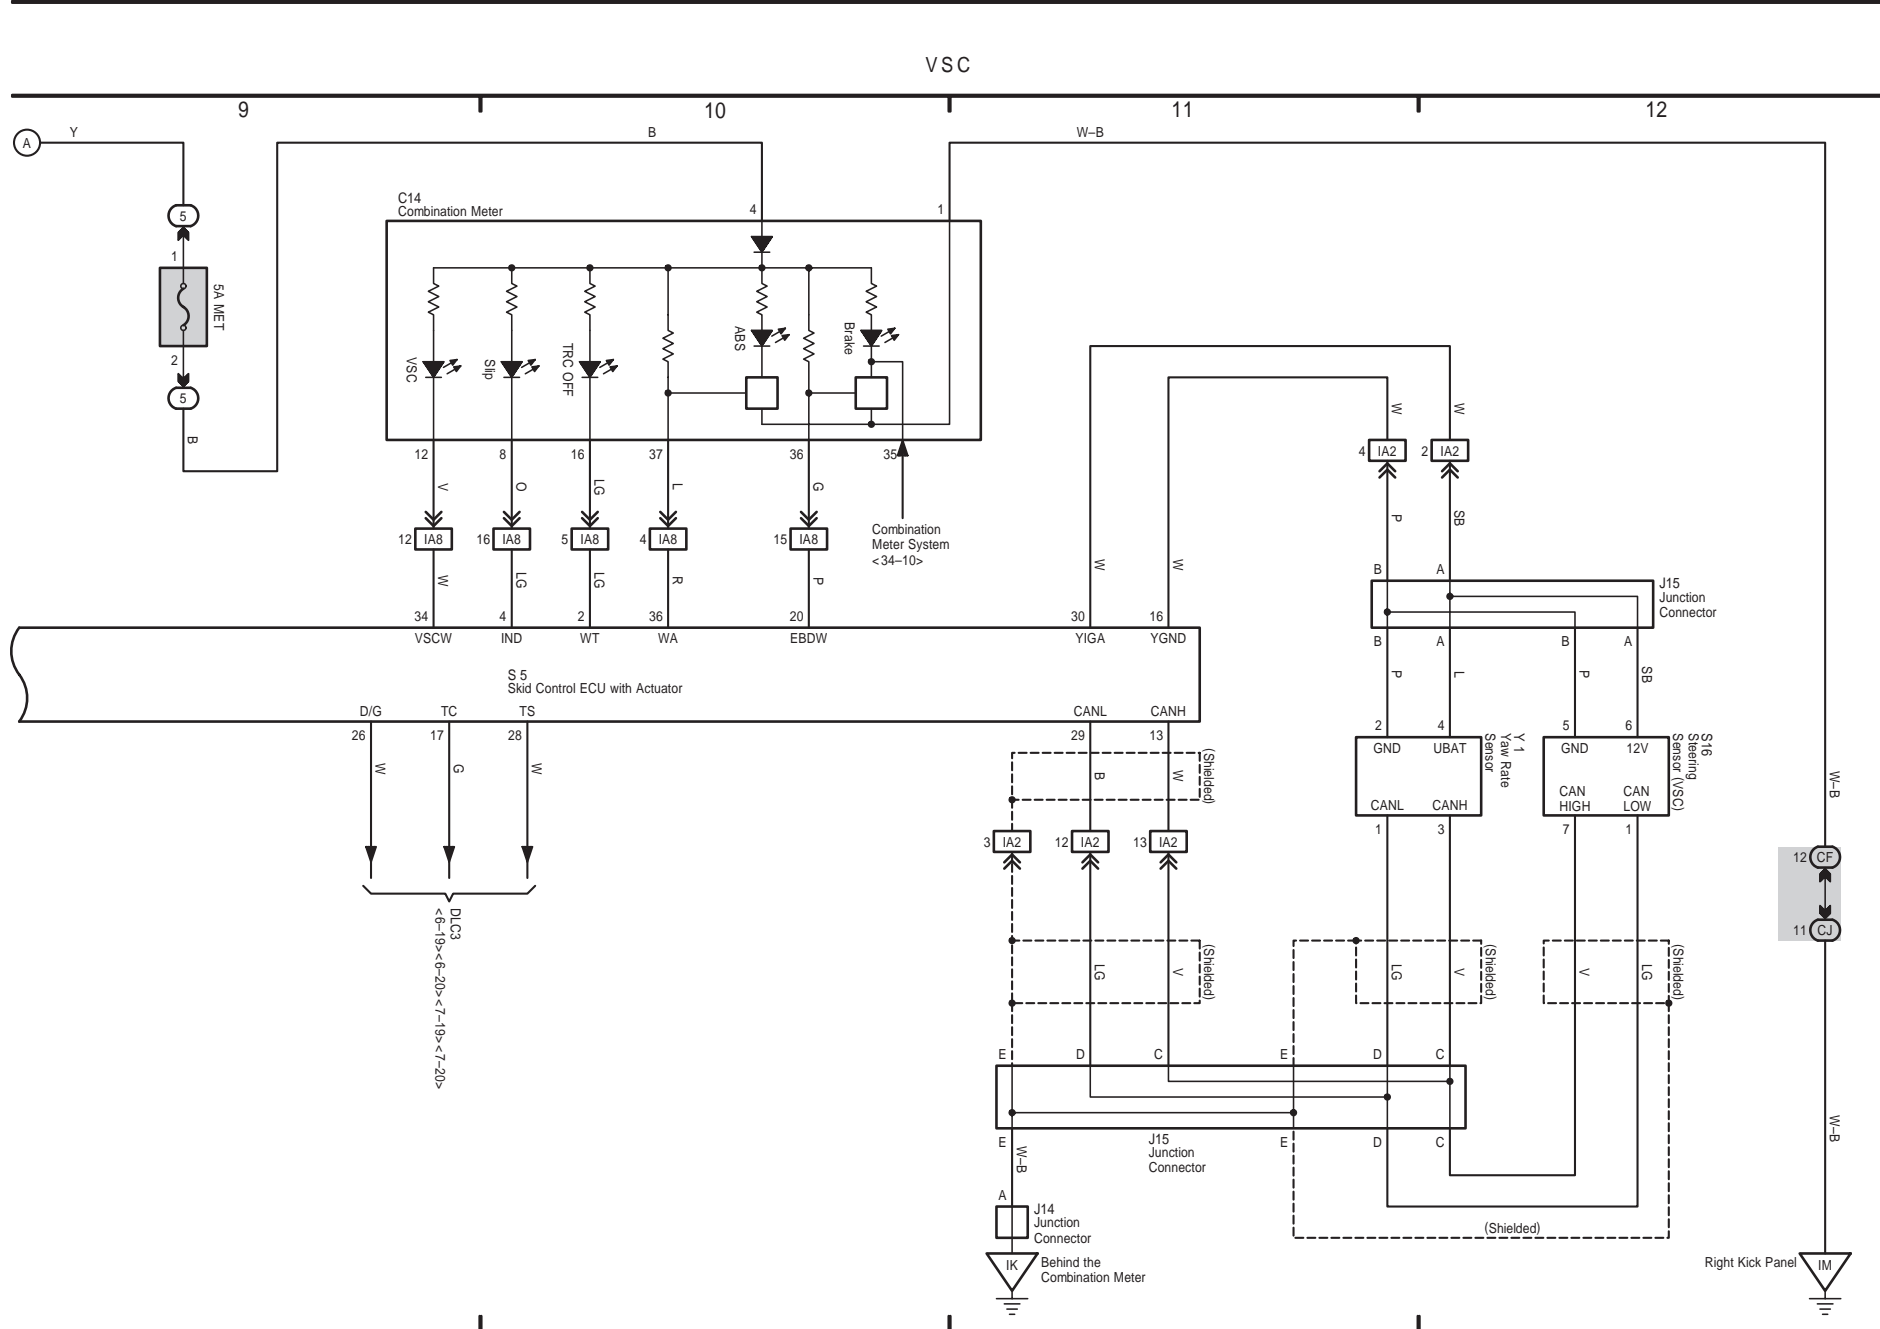 VSC
9
10
11
12
A
Y
B
W–B
5
1
5A MET
2
5
B
C14
Combination Meter
4
1
VSC
Slip
TRC OFF
ABS
Brake
12
8
16
37
36
35
V
O
LG
L
G
12 IA8
16 IA8
5 IA8
4 IA8
15 IA8
Combination
Meter System
<34–10>
W
LG
LG
R
P
W
W
W
W
4 IA2
2 IA2
P
SB
B
A
J15
Junction
Connector
34
4
2
36
20
30
16
VSCW
IND
WT
WA
EBDW
YIGA
YGND
S 5
Skid Control ECU with Actuator
D/G
TC
TS
CANL
CANH
26
17
28
29
13
W
G
W
B
W
(Shielded)
B
A
B
A
P
L
P
SB
2
4
5
6
GND
UBAT
GND
12V
Y 1
Yaw Rate
Sensor
S16
Steering
Sensor (VSC)
CANL
CANH
CAN
HIGH
CAN
LOW
1
3
7
1
W–B
3 IA2
12 IA2
13 IA2
12 CF
11 CJ
DLC3
<6–19><6–20><7–19><7–20>
LG
V
(Shielded)
LG
V
(Shielded)
V
LG
(Shielded)
E
D
C
E
D
C
E
E
D
C
J15
Junction
Connector
W–B
W–B
A
J14
Junction
Connector
(Shielded)
IK
Behind the
Combination Meter
Right Kick Panel
IM